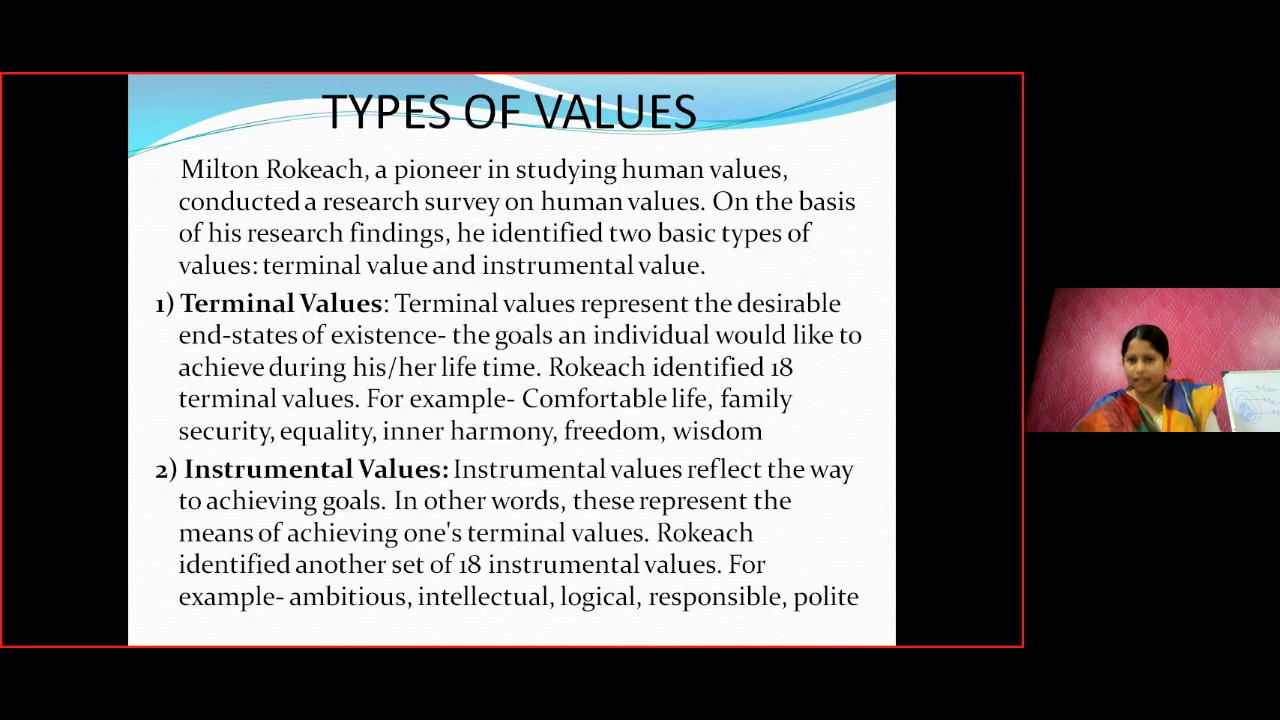 TYPES OF VALUES
Milton Rokeach, a pioneer in studying human values,
conducted a research survey on human values. On the basis
of his research findings, he identified two basic types of
values: terminal value and instrumental value.
1) Terminal Values: Terminal values represent the desirable
end-states of existence- the goals an individual would like to
achieve during his/her life time. Rokeach identified 18
terminal values. For example- Comfortable life, family
security, equality, inner harmony, freedom, wisdom
2) Instrumental Values: Instrumental values reflect the way
to achieving goals. In other words, these represent the
means of achieving one's terminal values. Rokeach
identified another set of 18 instrumental values. For
example- ambitious, intellectual, logical, responsible, polite